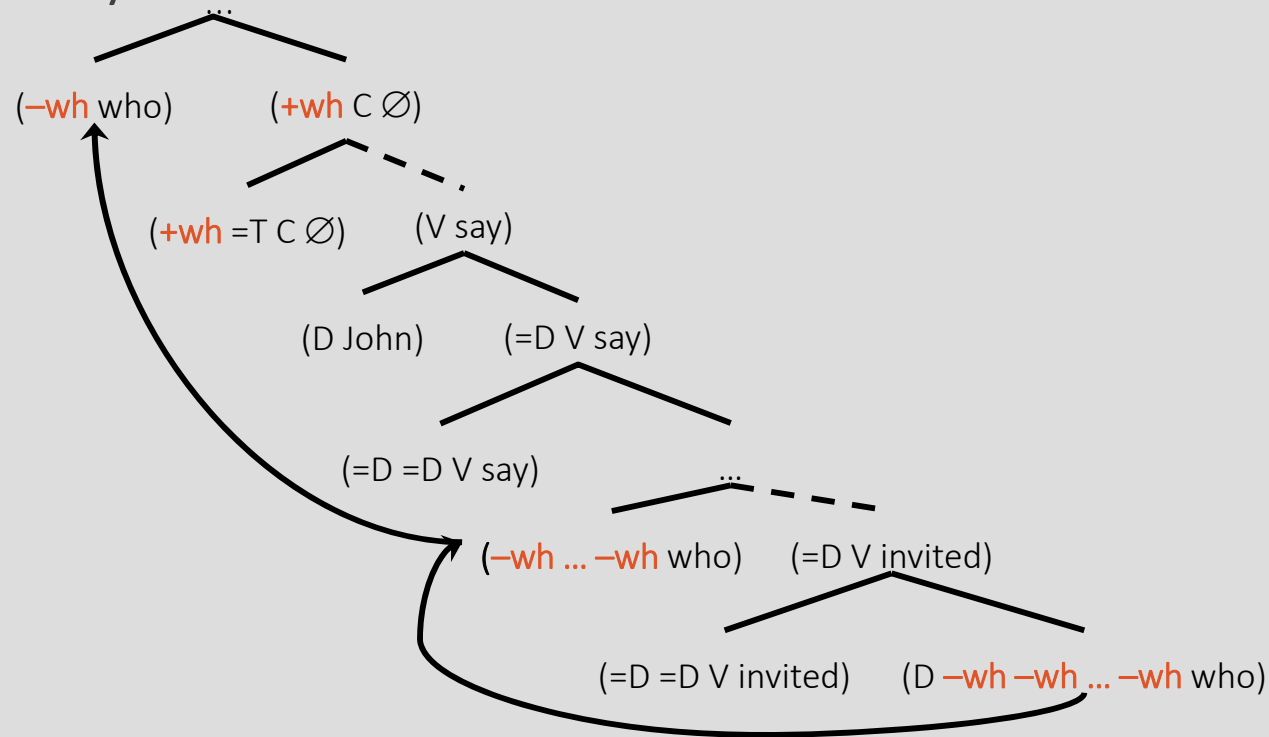 ...
(–wh who) (+wh C ∅)
(+wh =T C ∅) (V say)
(D John) (=D V say)
(=D =D V say) ...
(–wh ... –wh who) (=D V invited)
(=D =D V invited) (D –wh –wh ... –wh who)